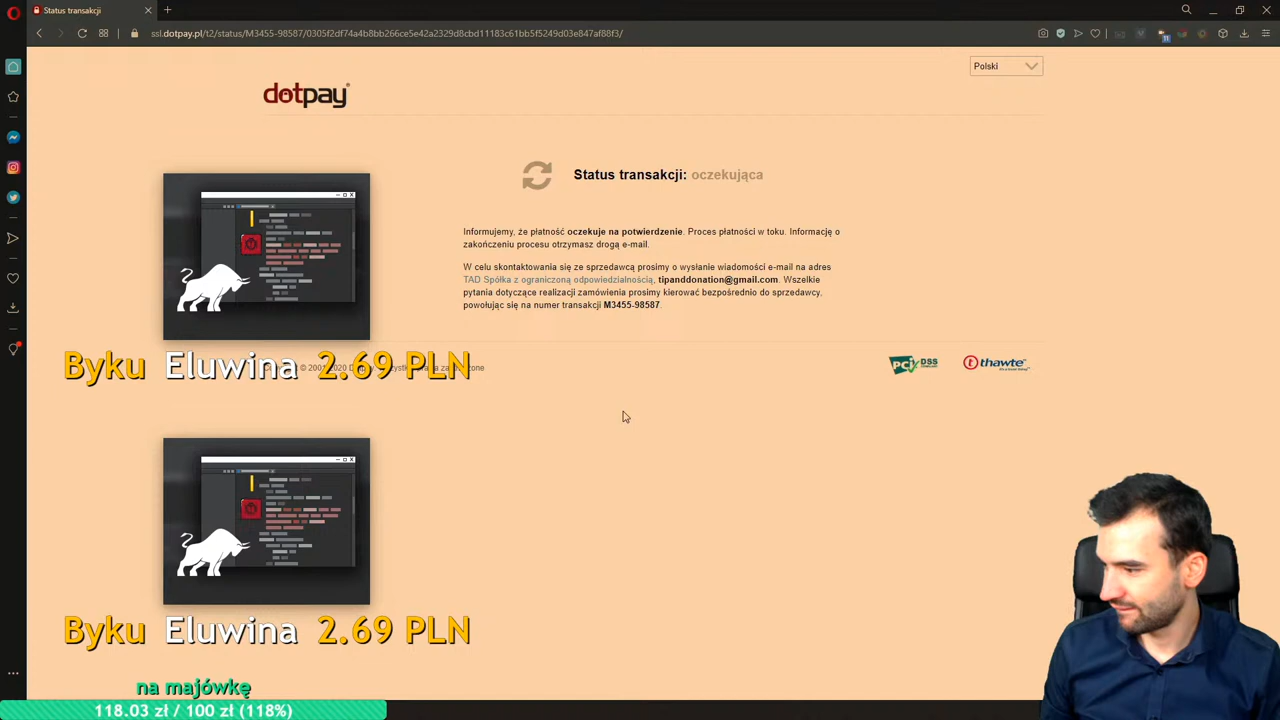 Status transakcji
ssl.dotpay.pl/t2/status/M3455-98587/0305f2df74a4b8bb266ce5e42a2329d8cbd11183c61bb5f5249d03e847af88f3/
11
Polski
dotpay
Status transakcji: oczekująca
Informujemy, że płatność oczekuje na potwierdzenie. Proces płatności w toku. Informację o
zakończeniu procesu otrzymasz drogą e-mail.
W celu skontaktowania się ze sprzedawcą prosimy o wysłanie wiadomości e-mail na adres
TAD Spółka z ograniczoną odpowiedzialnością, tipanddonation@gmail.com. Wszelkie
pytania dotyczące realizacji zamówienia prosimy kierować bezpośrednio do sprzedawcy,
powołując się na numer transakcji M3455-98587.
PCI DSS
thawte
Byku Eluwina 2.69 PLN
Byku Eluwina 2.69 PLN
na majówkę
118.03 zł / 100 zł (118%)